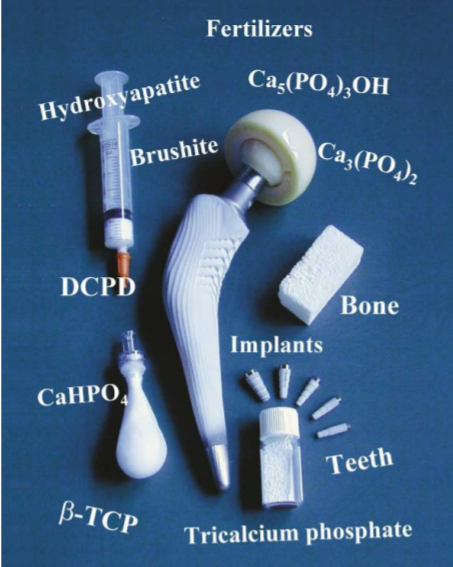 Fertilizers
Ca₅(PO₄)₃OH
Hydroxyapatite
Brushite
Ca₃(PO₄)₂
DCPD
Bone
Implants
CaHPO₄
Teeth
β-TCP
Tricalcium phosphate